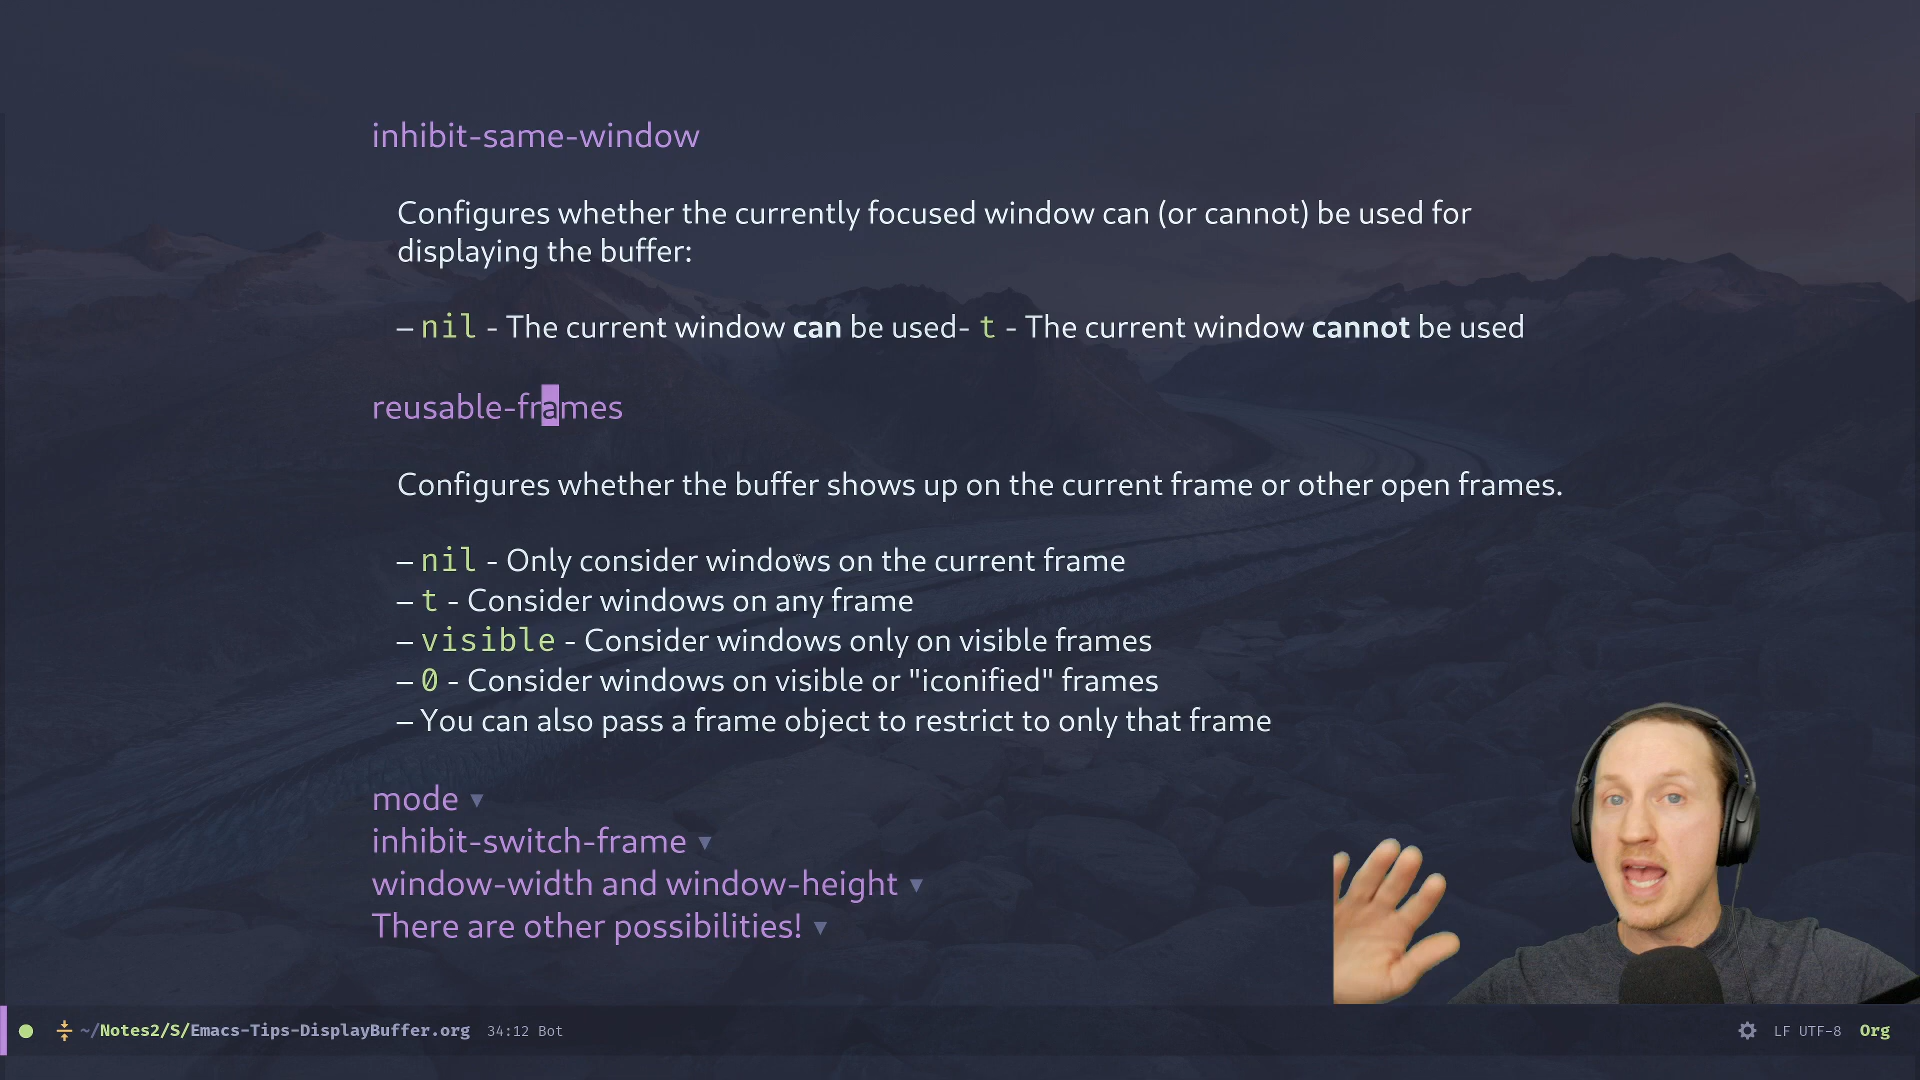 inhibit-same-window
Configures whether the currently focused window can (or cannot) be used for
displaying the buffer:
– nil - The current window can be used- t - The current window cannot be used
reusable-frames
Configures whether the buffer shows up on the current frame or other open frames.
– nil - Only consider windows on the current frame
– t - Consider windows on any frame
– visible - Consider windows only on visible frames
– 0 - Consider windows on visible or "iconified" frames
– You can also pass a frame object to restrict to only that frame
mode ▾
inhibit-switch-frame ▾
window-width and window-height ▾
There are other possibilities! ▾
~/Notes2/S/Emacs-Tips-DisplayBuffer.org 34:12 Bot LF UTF-8 Org